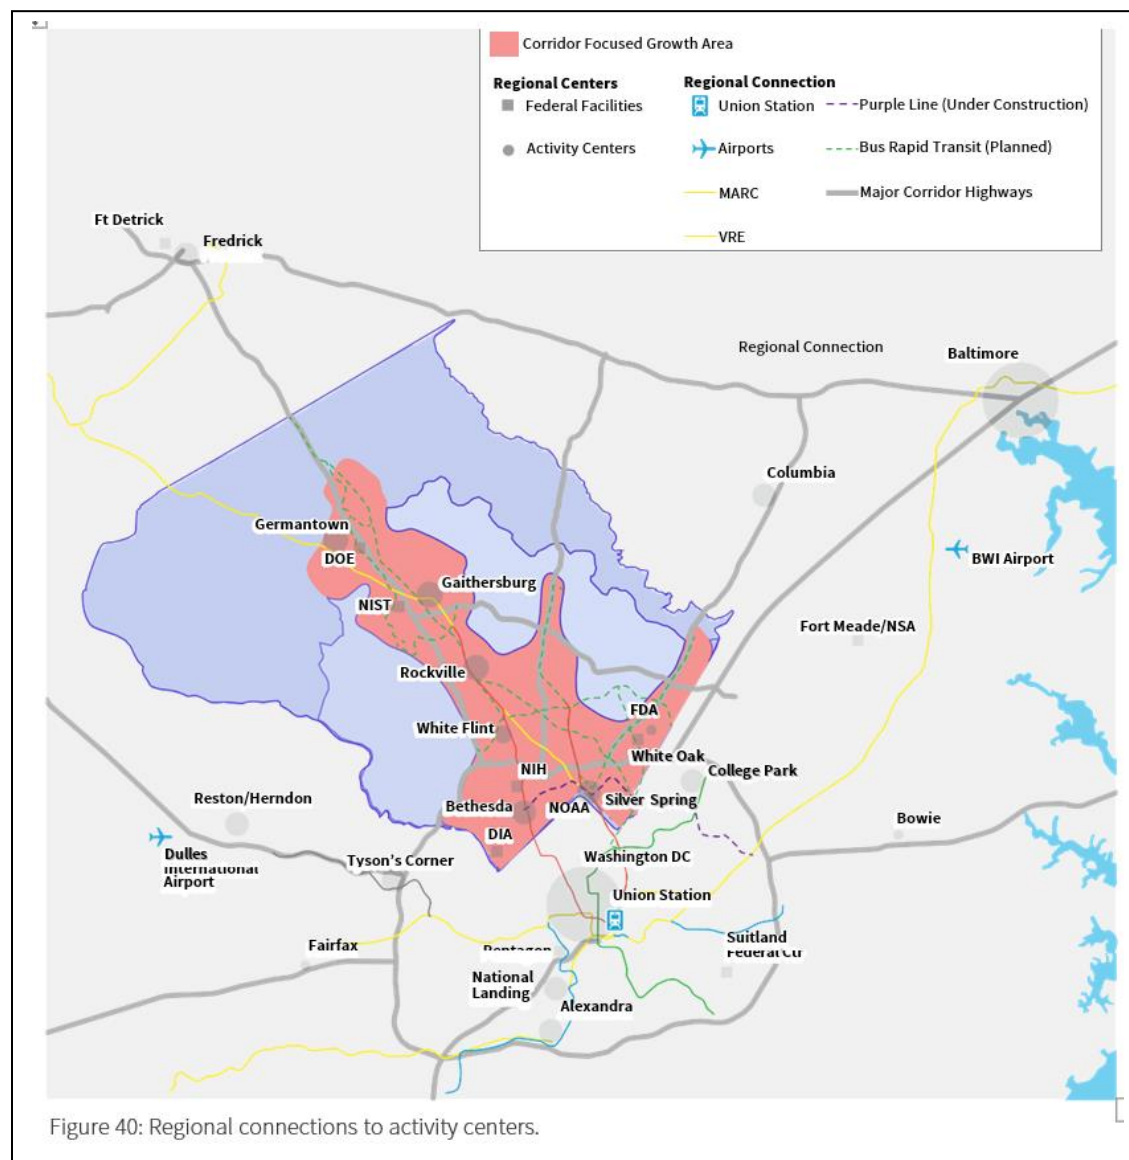 Corridor Focused Growth Area
Regional Centers
Regional Connection
Federal Facilities
Union Station
Purple Line (Under Construction)
Activity Centers
Airports
Bus Rapid Transit (Planned)
MARC
Major Corridor Highways
VRE
Ft Detrick
Fredrick
Regional Connection
Baltimore
Columbia
Germantown
DOE
BWI Airport
Gaithersburg
NIST
Fort Meade/NSA
Rockville
FDA
White Flint
White Oak
NIH
College Park
Reston/Herndon
Bethesda
NOAA
Silver Spring
Bowie
DIA
Dulles
International
Airport
Tyson's Corner
Washington DC
Union Station
Fairfax
Pentagon
Suitland
Federal Ctr
National
Landing
Alexandra
Figure 40: Regional connections to activity centers.